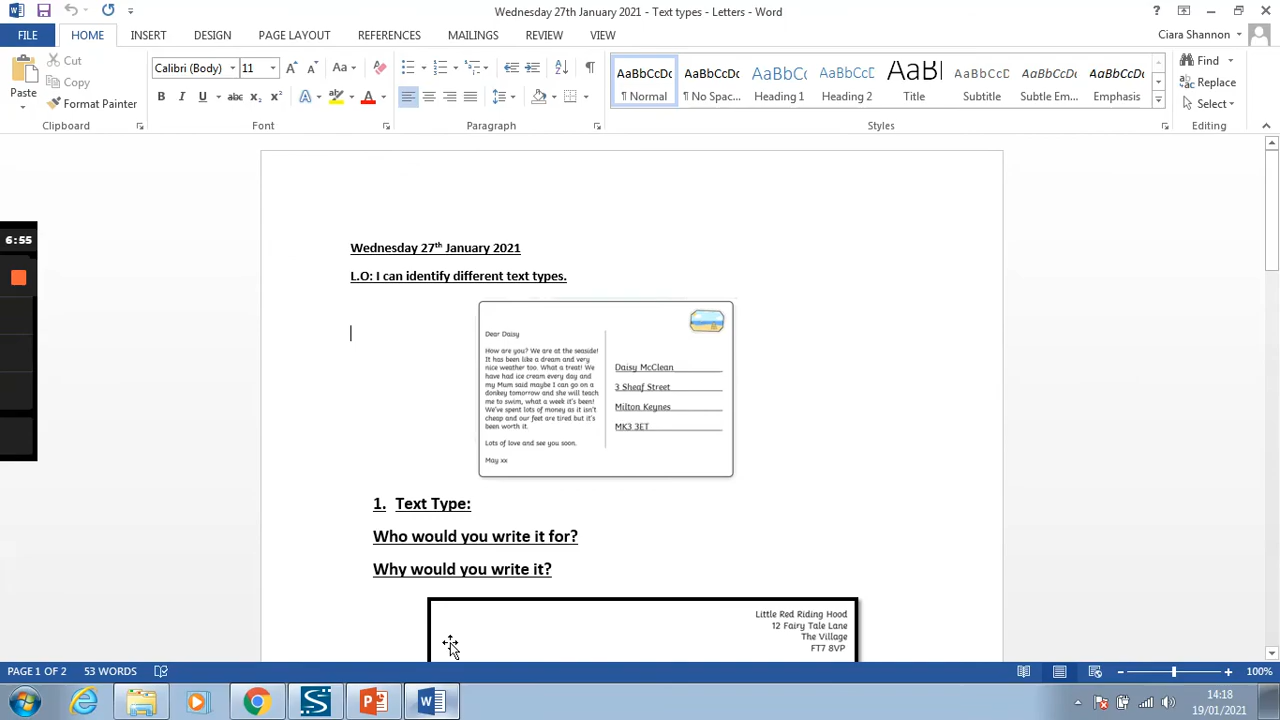 Wednesday 27th January 2021 - Text types - Letters - Word
?
FILE HOME INSERT DESIGN PAGE LAYOUT REFERENCES MAILINGS REVIEW VIEW
Ciara Shannon
Paste
Cut
Copy
Format Painter
Clipboard
Calibri (Body) 11
Font
Paragraph
AaBbCcDc AaBbCcDc AaBbCc AaBbCc AaBb AaBbCcD AaBbCcDc AaBbCcDc
¶ Normal ¶ No Spac... Heading 1 Heading 2 Title Subtitle Subtle Em... Emphasis
Styles
Find
Replace
Select
Editing
6:55
Wednesday 27th January 2021
L.O: I can identify different text types.
Dear Daisy
How are you? We are at the seaside!
It has been like a dream and very
nice weather too. What a treat! We
have had ice cream every day and
my Mum said maybe I can go on a
donkey tomorrow and she will teach
me to swim, what a week it's been!
We've spent lots of money as it isn't
cheap and our feet are tired but it's
been worth it.
Lots of love and see you soon.
May xx
Daisy McClean
3 Sheaf Street
Milton Keynes
MK3 3ET
1. Text Type:
Who would you write it for?
Why would you write it?
Little Red Riding Hood
12 Fairy Tale Lane
The Village
FT7 8VP
PAGE 1 OF 2 53 WORDS
100%
14:18
19/01/2021